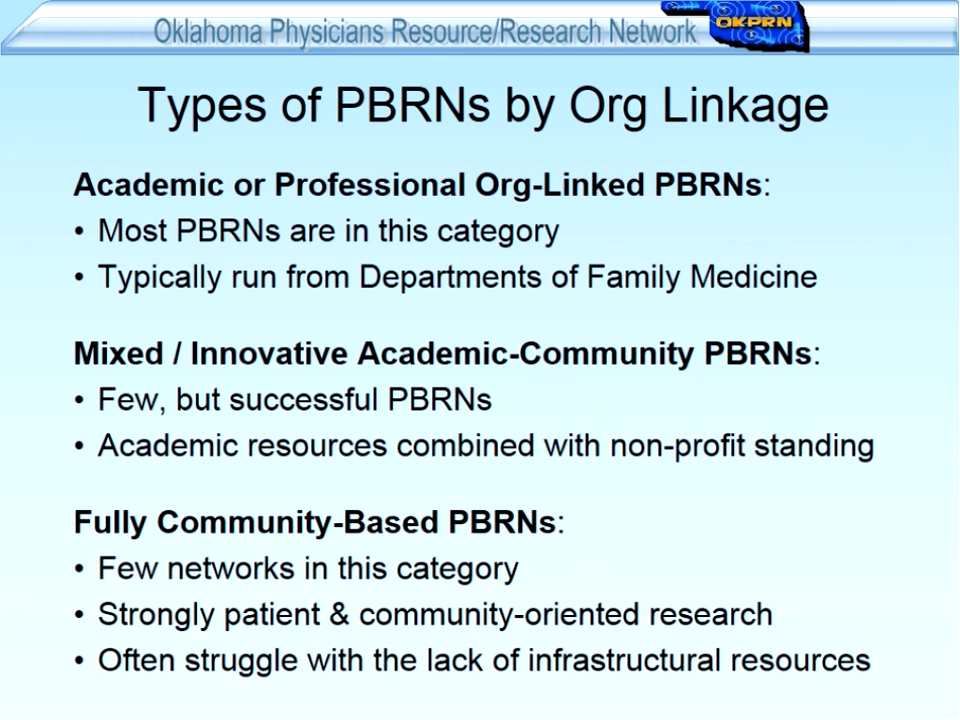 Oklahoma Physicians Resource/Research Network
OKPRN
Types of PBRNs by Org Linkage
Academic or Professional Org-Linked PBRNs:
• Most PBRNs are in this category
• Typically run from Departments of Family Medicine
Mixed / Innovative Academic-Community PBRNs:
• Few, but successful PBRNs
• Academic resources combined with non-profit standing
Fully Community-Based PBRNs:
• Few networks in this category
• Strongly patient & community-oriented research
• Often struggle with the lack of infrastructural resources